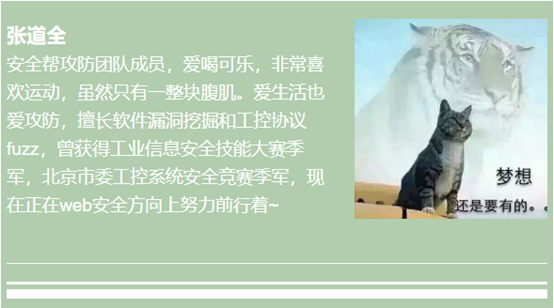 张道全
安全帮攻防团队成员，爱喝可乐，非常喜
欢运动，虽然只有一整块腹肌。爱生活也
爱攻防，擅长软件漏洞挖掘和工控协议
fuzz，曾获得工业信息安全技能大赛季
军，北京市委工控系统安全竞赛季军，现
在正在web安全方向上努力前行着~
梦想
还是要有的。。